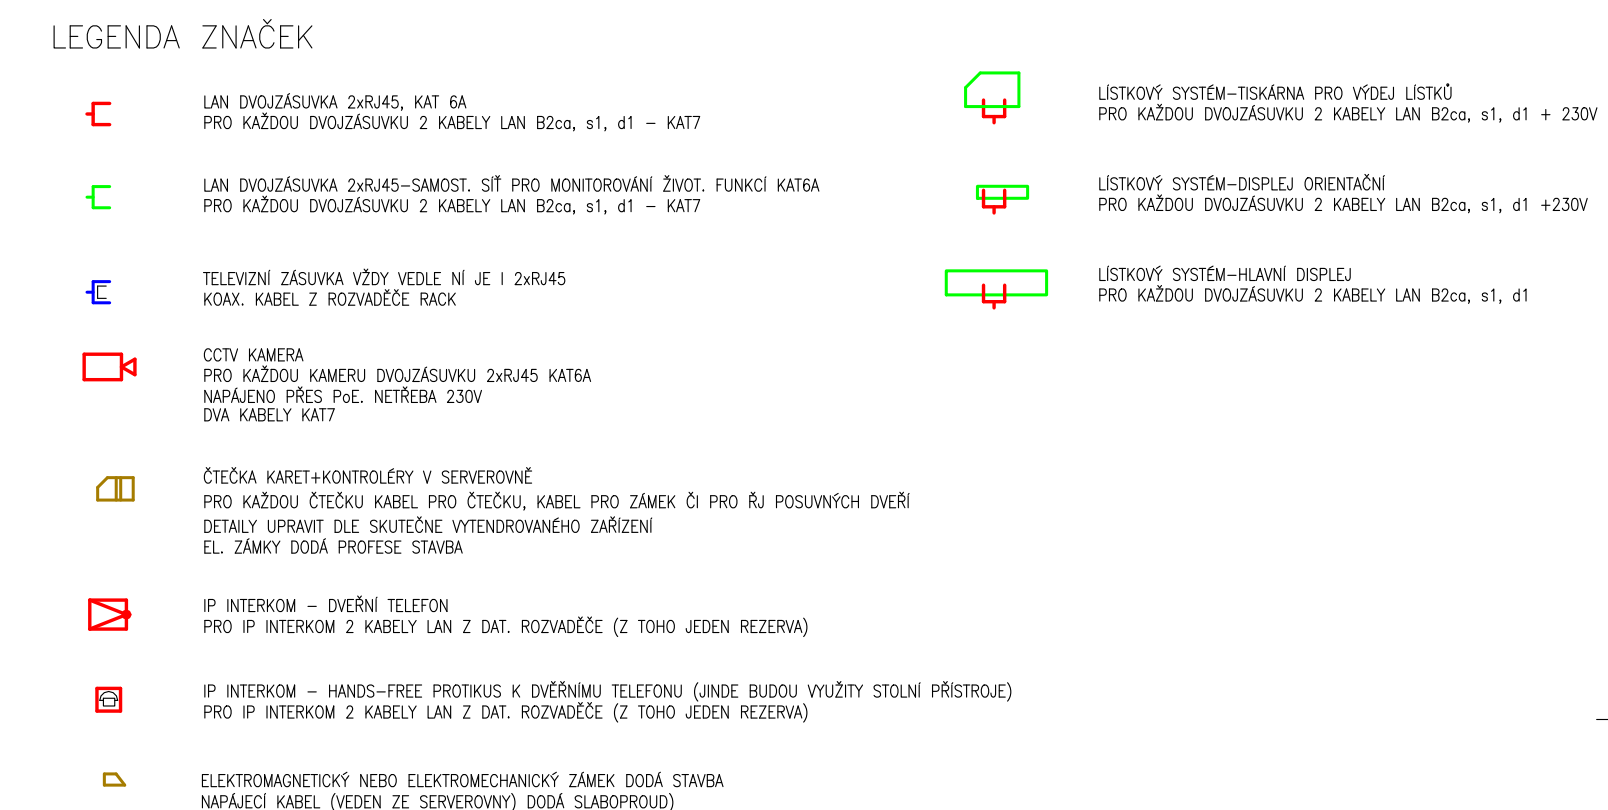 LEGENDA ZNAČEK
LAN DVOJZÁSUVKA 2xRJ45, KAT 6A
PRO KAŽDOU DVOJZÁSUVKU 2 KABELY LAN B2ca, s1, d1 – KAT7
LAN DVOJZÁSUVKA 2xRJ45–SAMOST. SÍŤ PRO MONITOROVÁNÍ ŽIVOT. FUNKCÍ KAT6A
PRO KAŽDOU DVOJZÁSUVKU 2 KABELY LAN B2ca, s1, d1 – KAT7
TELEVIZNÍ ZÁSUVKA VŽDY VEDLE NÍ JE I 2xRJ45
KOAX. KABEL Z ROZVADĚČE RACK
CCTV KAMERA
PRO KAŽDOU KAMERU DVOJZÁSUVKU 2xRJ45 KAT6A
NAPÁJENO PŘES PoE. NETŘEBA 230V
DVA KABELY KAT7
ČTEČKA KARET+KONTROLÉRY V SERVEROVNĚ
PRO KAŽDOU ČTEČKU KABEL PRO ČTEČKU, KABEL PRO ZÁMEK ČI PRO ŘJ POSUVNÝCH DVEŘÍ
DETAILY UPRAVIT DLE SKUTEČNE VYTENDROVANÉHO ZAŘÍZENÍ
EL. ZÁMKY DODÁ PROFESE STAVBA
IP INTERKOM – DVEŘNÍ TELEFON
PRO IP INTERKOM 2 KABELY LAN Z DAT. ROZVADĚČE (Z TOHO JEDEN REZERVA)
IP INTERKOM – HANDS–FREE PROTIKUS K DVĚŘNÍMU TELEFONU (JINDE BUDOU VYUŽITY STOLNÍ PŘÍSTROJE)
PRO IP INTERKOM 2 KABELY LAN Z DAT. ROZVADĚČE (Z TOHO JEDEN REZERVA)
ELEKTROMAGNETICKÝ NEBO ELEKTROMECHANICKÝ ZÁMEK DODÁ STAVBA
NAPÁJECÍ KABEL (VEDEN ZE SERVEROVNY) DODÁ SLABOPROUD)
LÍSTKOVÝ SYSTÉM–TISKÁRNA PRO VÝDEJ LÍSTKŮ
PRO KAŽDOU DVOJZÁSUVKU 2 KABELY LAN B2ca, s1, d1 + 230V
LÍSTKOVÝ SYSTÉM–DISPLEJ ORIENTAČNÍ
PRO KAŽDOU DVOJZÁSUVKU 2 KABELY LAN B2ca, s1, d1 +230V
LÍSTKOVÝ SYSTÉM–HLAVNÍ DISPLEJ
PRO KAŽDOU DVOJZÁSUVKU 2 KABELY LAN B2ca, s1, d1